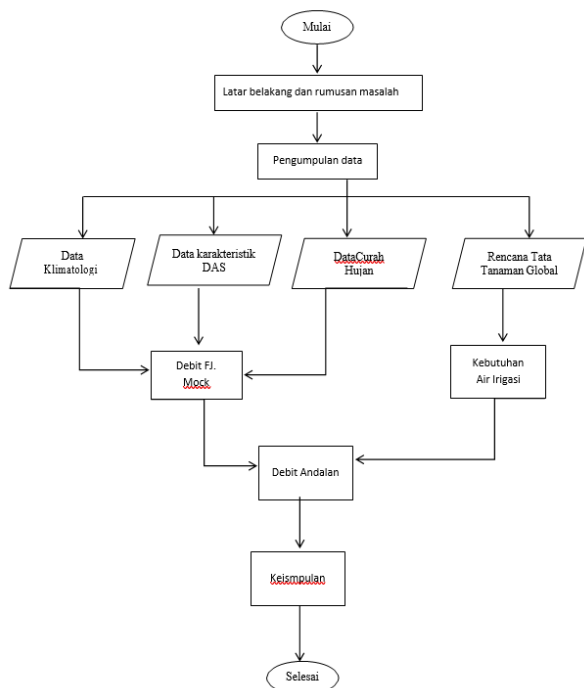 Mulai
Latar belakang dan rumusan masalah
Pengumpulan data
Data
Klimatologi
Data karakteristik
DAS
DataCurah
Hujan
Rencana Tata
Tanaman Global
Debit FJ.
Mock
Kebutuhan
Air Irigasi
Debit Andalan
Keismpulan
Selesai